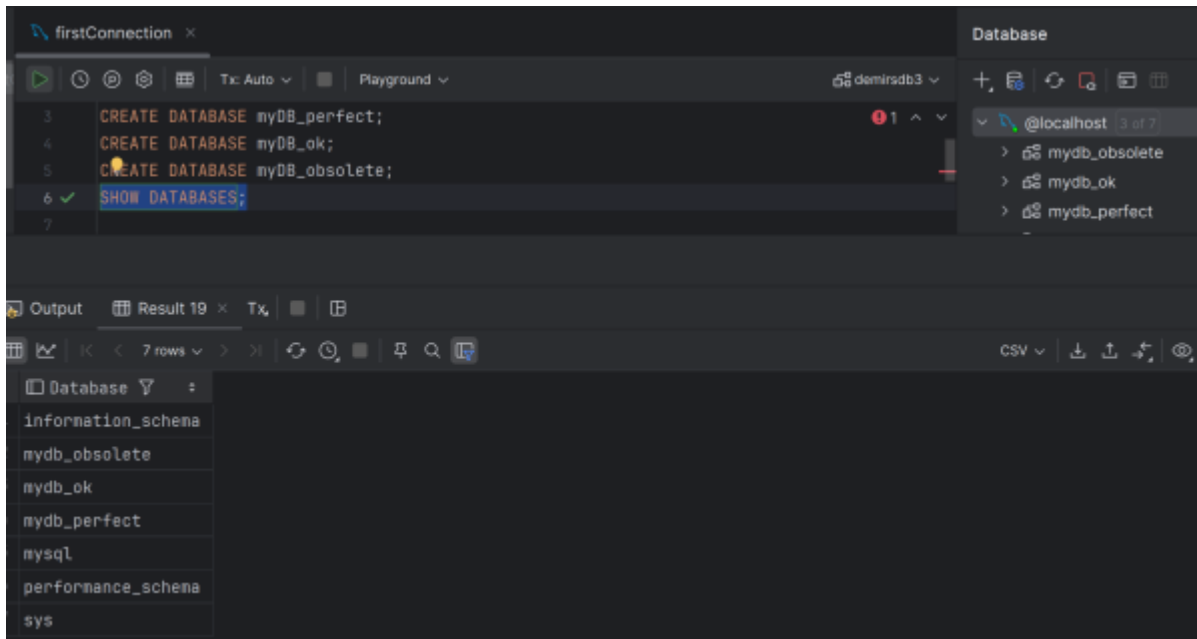 firstConnection
Database
Tx: Auto
Playground
demirsdb3
3 CREATE DATABASE myDB_perfect;
1
4 CREATE DATABASE myDB_ok;
5 CREATE DATABASE myDB_obsolete;
6 SHOW DATABASES;
7
@localhost 3 of 7
mydb_obsolete
mydb_ok
mydb_perfect
Output
Result 19
Tx
7 rows
CSV
Database
information_schema
mydb_obsolete
mydb_ok
mydb_perfect
mysql
performance_schema
sys